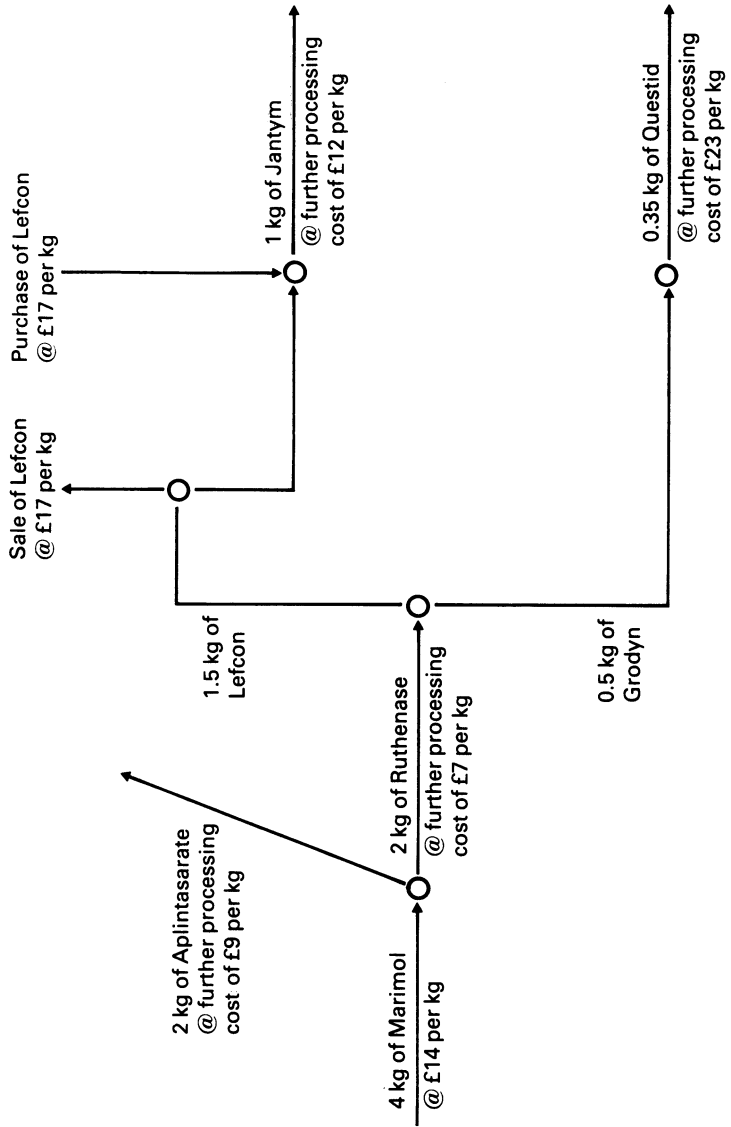 4 kg of Marimol
@ £14 per kg
2 kg of Aplintasarate
@ further processing
cost of £9 per kg
2 kg of Ruthenase
@ further processing
cost of £7 per kg
1.5 kg of
Lefcon
0.5 kg of
Grodyn
Sale of Lefcon
@ £17 per kg
Purchase of Lefcon
@ £17 per kg
1 kg of Jantym
@ further processing
cost of £12 per kg
0.35 kg of Questid
@ further processing
cost of £23 per kg